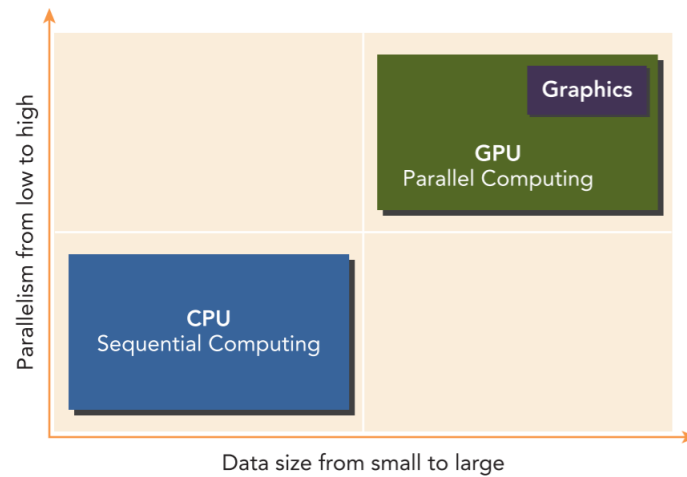 Parallelism from low to high
Graphics
GPU
Parallel Computing
CPU
Sequential Computing
Data size from small to large